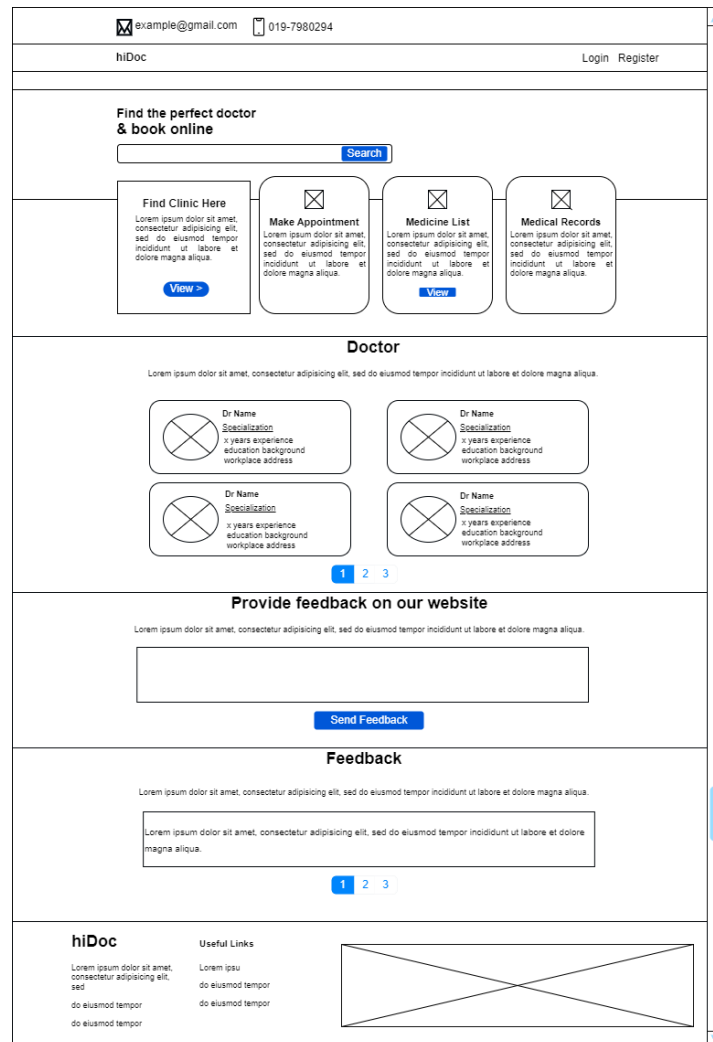 example@gmail.com 019-7980294
hiDoc
Login Register
Find the perfect doctor
& book online
Search
Find Clinic Here
Lorem ipsum dolor sit amet,
consectetur adipisicing elit,
sed do eiusmod tempor
incididunt ut labore et
dolore magna aliqua.
View >
Make Appointment
Lorem ipsum dolor sit amet,
consectetur adipisicing elit,
sed do eiusmod tempor
incididunt ut labore et
dolore magna aliqua.
Medicine List
Lorem ipsum dolor sit amet,
consectetur adipisicing elit,
sed do eiusmod tempor
incididunt ut labore et
dolore magna aliqua.
View
Medical Records
Lorem ipsum dolor sit amet,
consectetur adipisicing elit,
sed do eiusmod tempor
incididunt ut labore et
dolore magna aliqua.
Doctor
Lorem ipsum dolor sit amet, consectetur adipisicing elit, sed do eiusmod tempor incididunt ut labore et dolore magna aliqua.
Dr Name
Specialization
x years experience
education background
workplace address
Dr Name
Specialization
x years experience
education background
workplace address
Dr Name
Specialization
x years experience
education background
workplace address
Dr Name
Specialization
x years experience
education background
workplace address
1 2 3
Provide feedback on our website
Lorem ipsum dolor sit amet, consectetur adipisicing elit, sed do eiusmod tempor incididunt ut labore et dolore magna aliqua.
Send Feedback
Feedback
Lorem ipsum dolor sit amet, consectetur adipisicing elit, sed do eiusmod tempor incididunt ut labore et dolore magna aliqua.
Lorem ipsum dolor sit amet, consectetur adipisicing elit, sed do eiusmod tempor incididunt ut labore et dolore
magna aliqua.
1 2 3
hiDoc
Lorem ipsum dolor sit amet,
consectetur adipisicing elit,
sed
do eiusmod tempor
do eiusmod tempor
Useful Links
Lorem ipsu
do eiusmod tempor
do eiusmod tempor